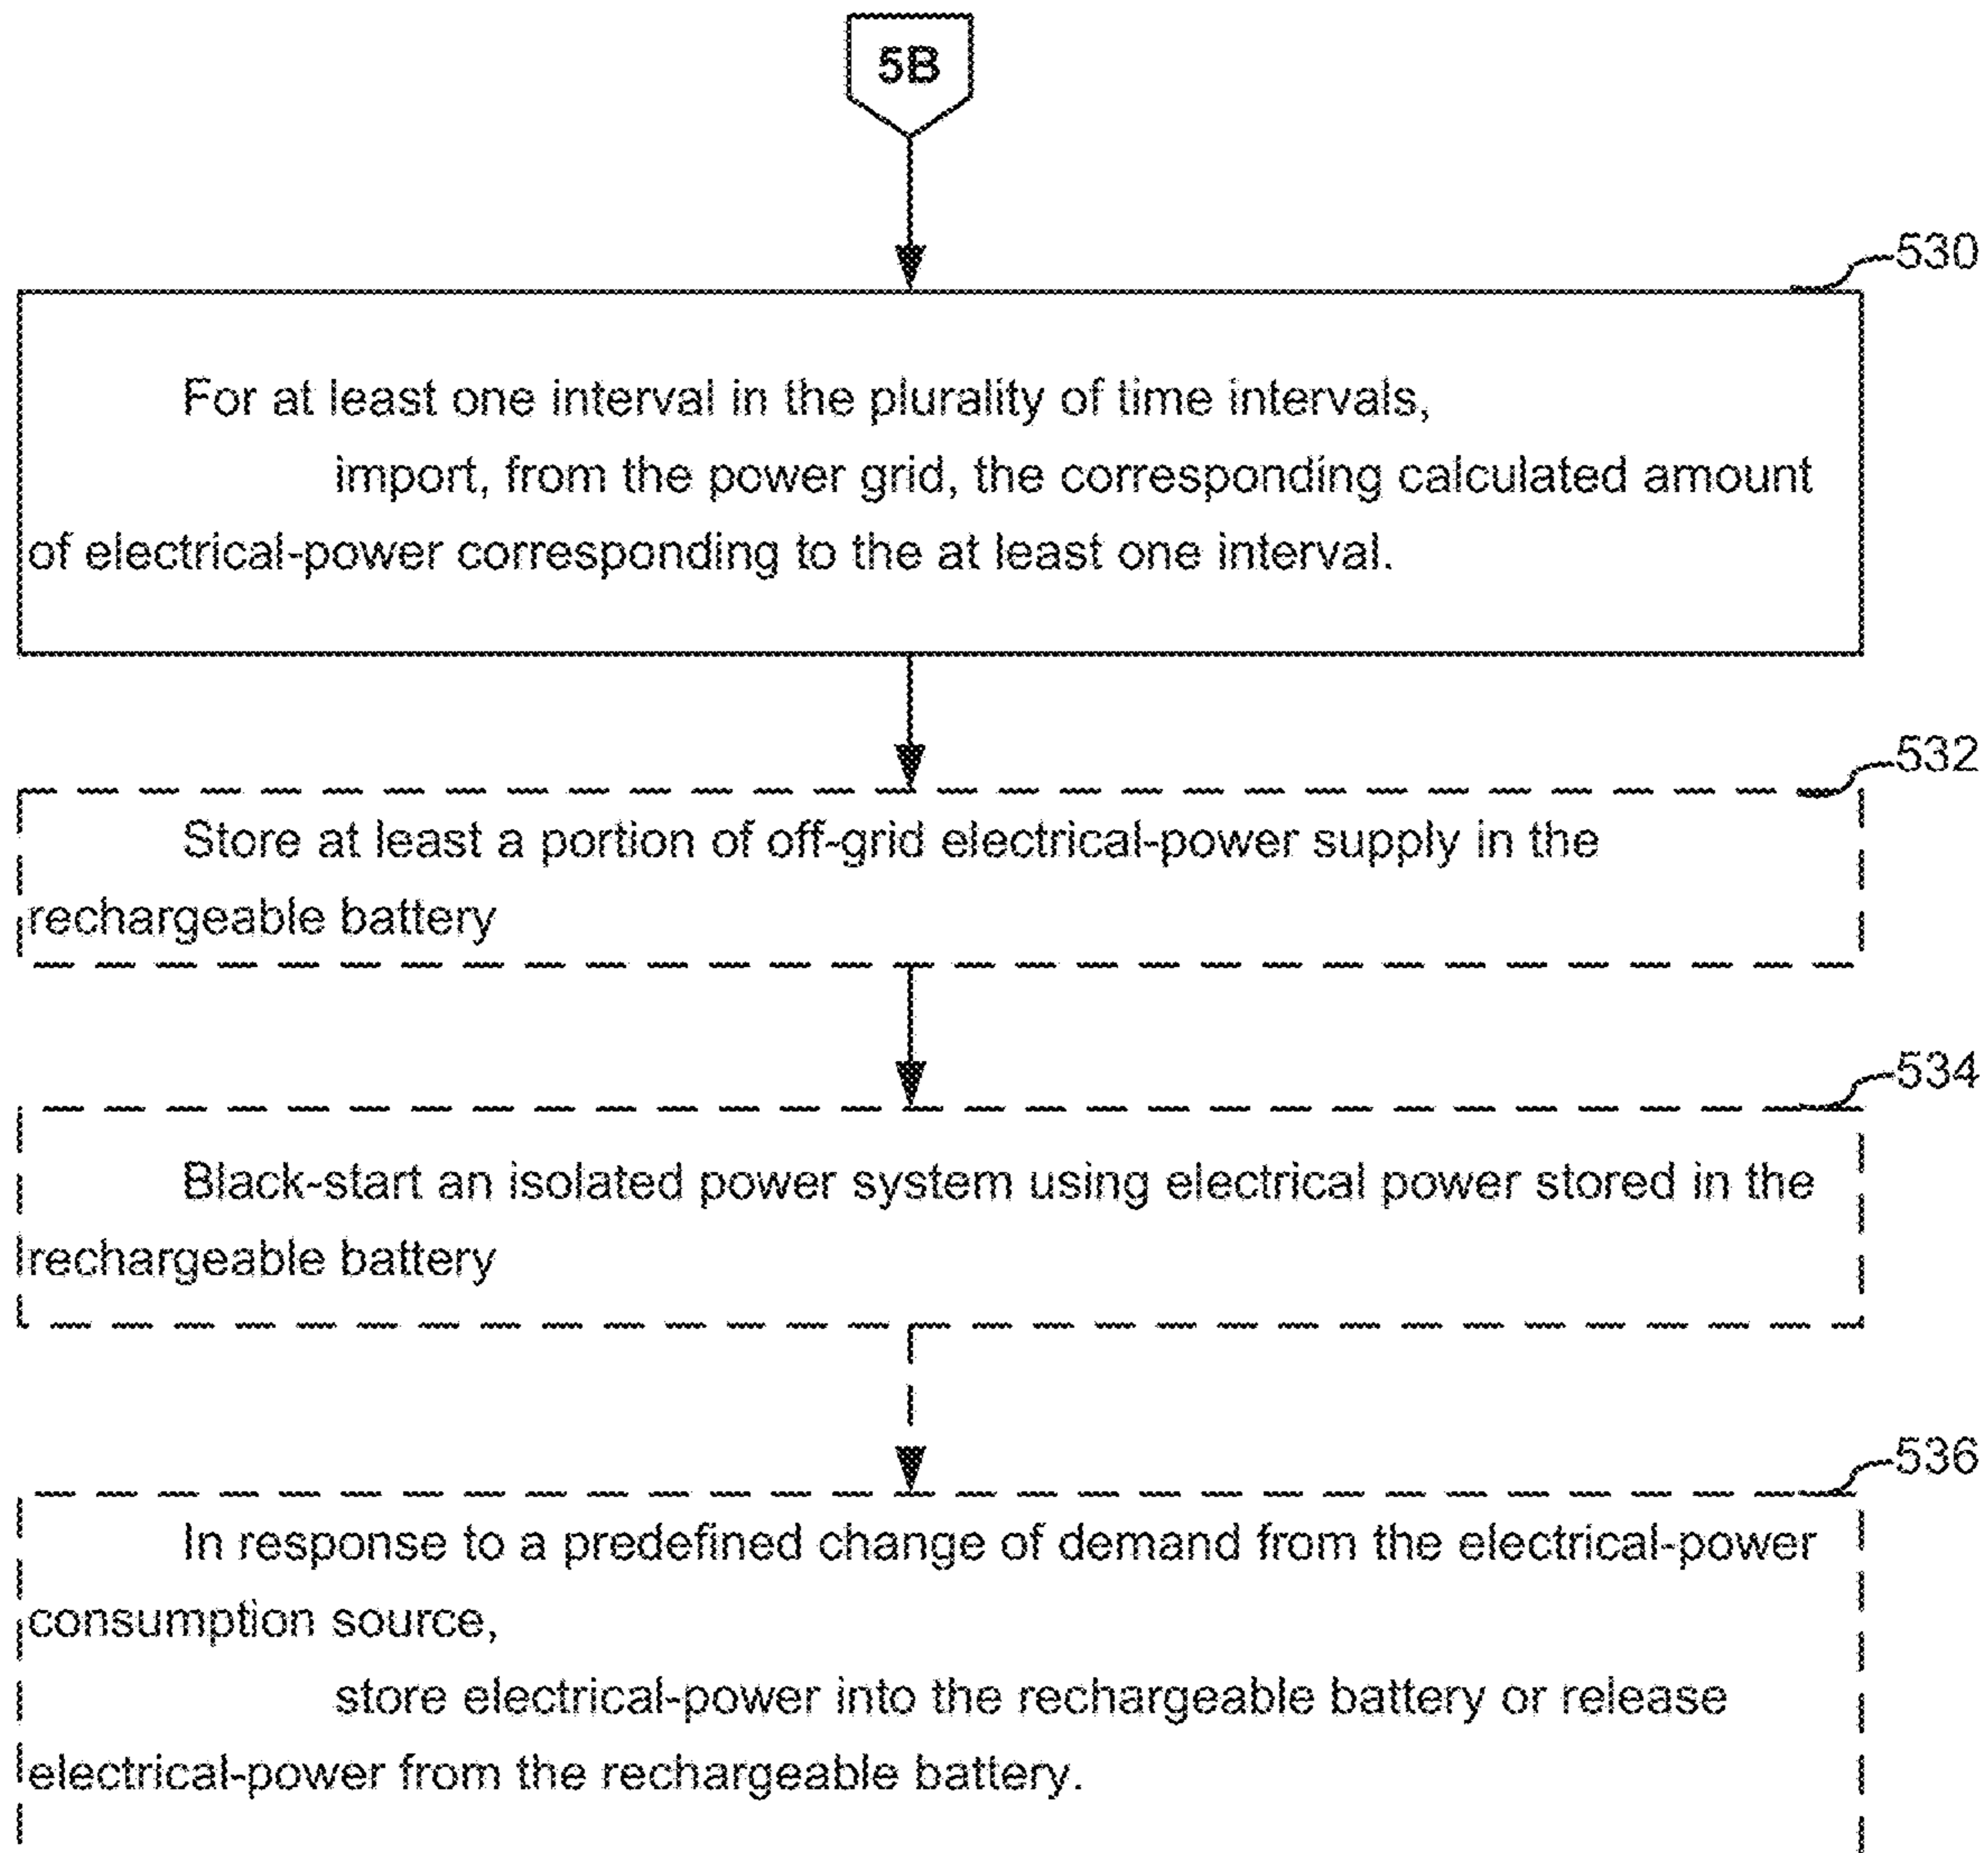 5B
530
For at least one interval in the plurality of time intervals,
import, from the power grid, the corresponding calculated amount
of electrical-power corresponding to the at least one interval.
532
Store at least a portion of off-grid electrical-power supply in the
rechargeable battery
534
Black-start an isolated power system using electrical power stored in the
rechargeable battery
536
In response to a predefined change of demand from the electrical-power
consumption source,
store electrical-power into the rechargeable battery or release
electrical-power from the rechargeable battery.